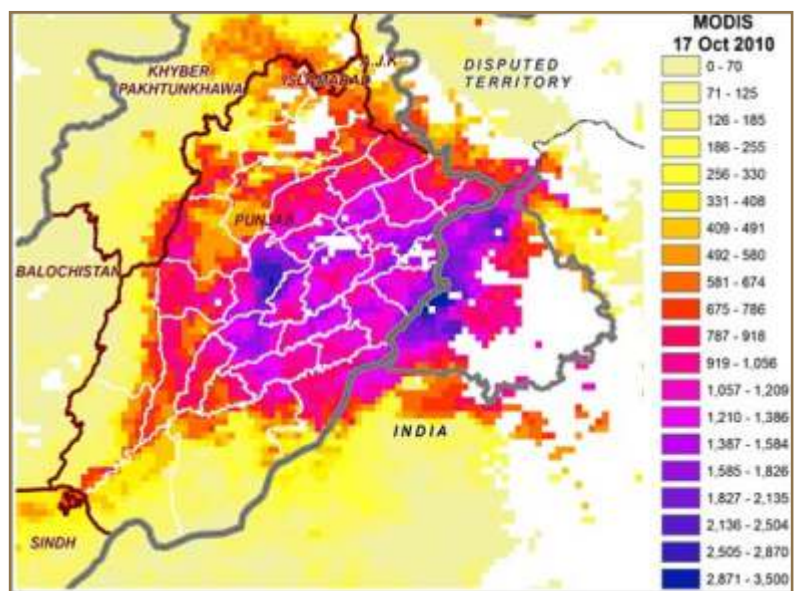 MODIS
17 Oct 2010
0 - 70
71 - 125
126 - 185
186 - 255
256 - 330
331 - 408
409 - 491
492 - 580
581 - 674
675 - 786
787 - 918
919 - 1,056
1,057 - 1,209
1,210 - 1,386
1,387 - 1,584
1,585 - 1,826
1,827 - 2,135
2,136 - 2,504
2,505 - 2,870
2,871 - 3,500
A.J.K
DISPUTED
TERRITORY
KHYBER
PAKHTUNKHAWA
ISLAMABAD
PUNJAB
BALOCHISTAN
INDIA
SINDH